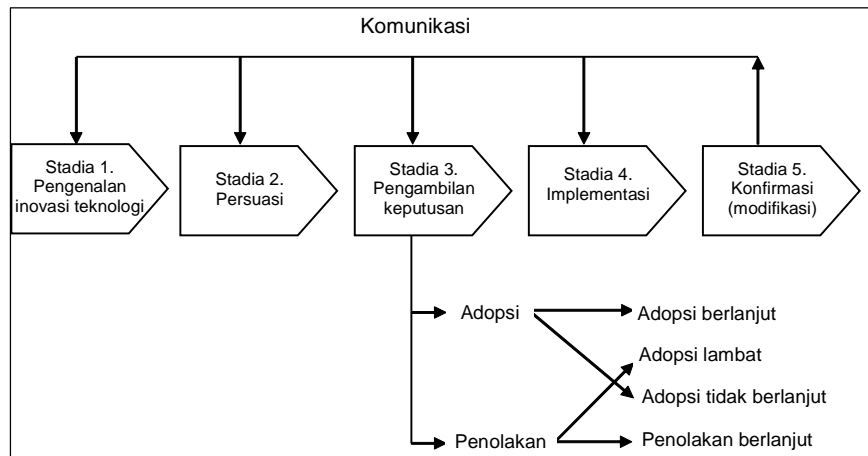 Komunikasi
Stadia 1.
Pengenalan
inovasi teknologi
Stadia 2.
Persuasi
Stadia 3.
Pengambilan
keputusan
Stadia 4.
Implementasi
Stadia 5.
Konfirmasi
(modifikasi)
Adopsi
Adopsi berlanjut
Adopsi lambat
Adopsi tidak berlanjut
Penolakan
Penolakan berlanjut